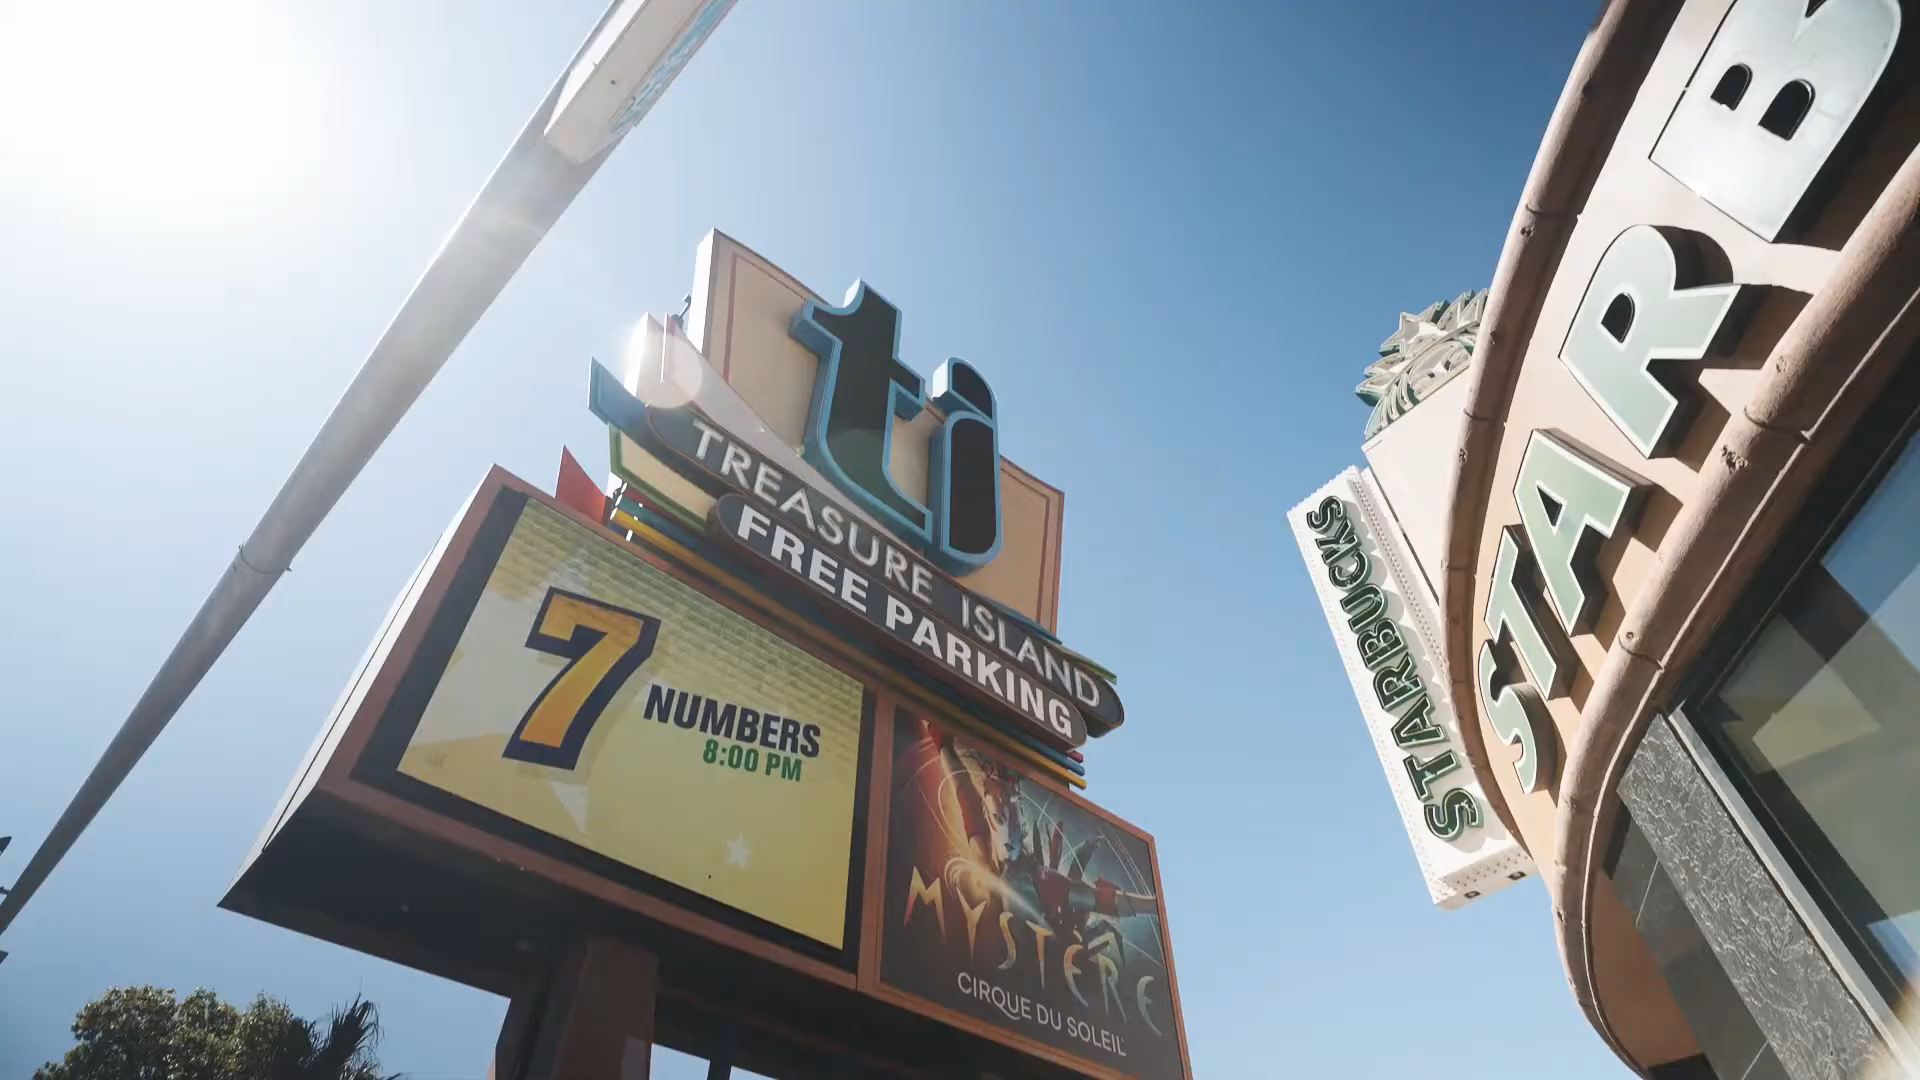 ti
TREASURE ISLAND
FREE PARKING
7
NUMBERS
8:00 PM
MYSTÈRE
CIRQUE DU SOLEIL
STARBUCKS
STARB